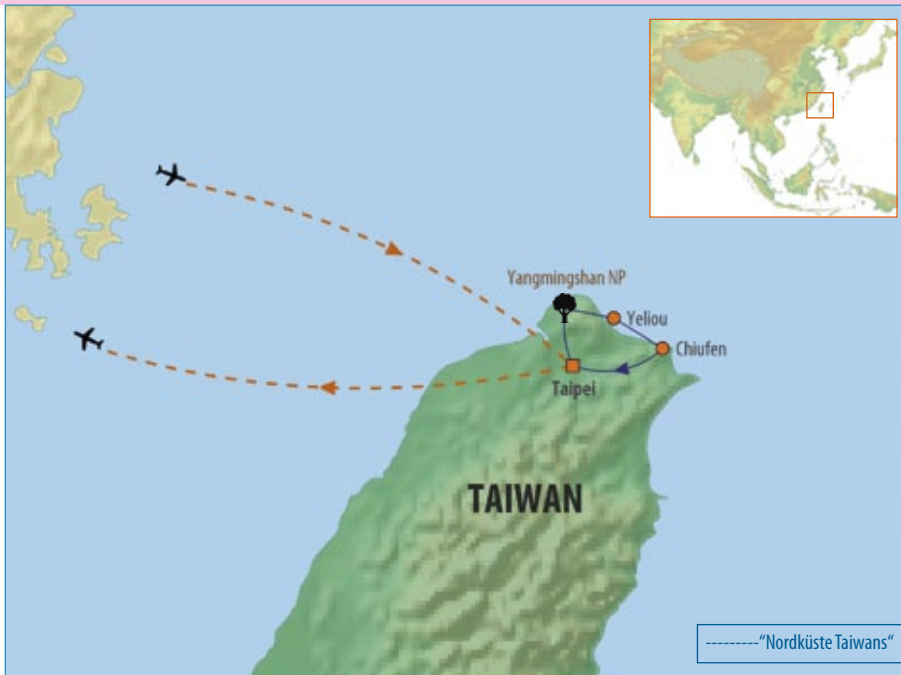 Yangmingshan NP
Yeliou
Chiufen
Taipei
TAIWAN
---------“Nordküste Taiwans“